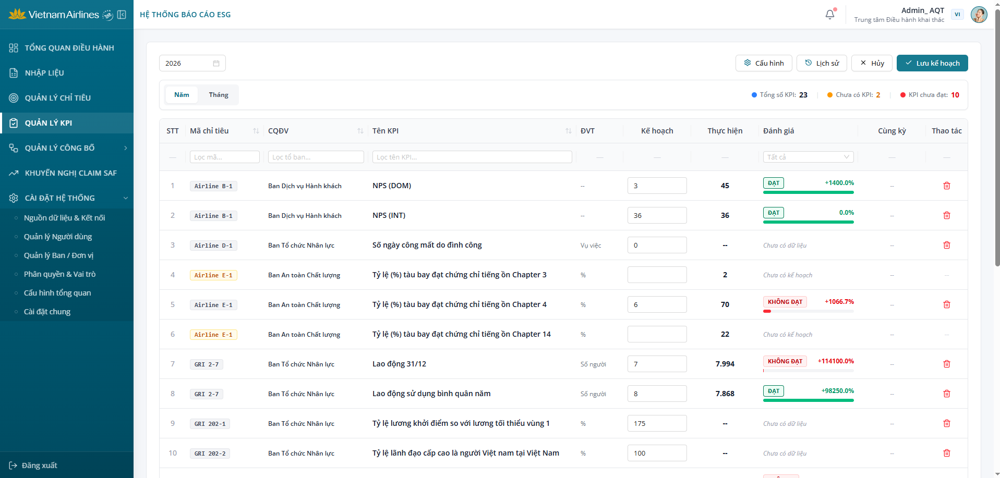 Vietnam Airlines
HỆ THỐNG BÁO CÁO ESG
Admin_ AQT
Trung tâm Điều hành khai thác
VI
TỔNG QUAN ĐIỀU HÀNH
NHẬP LIỆU
QUẢN LÝ CHỈ TIÊU
QUẢN LÝ KPI
QUẢN LÝ CÔNG BỐ
KHUYẾN NGHỊ CLAIM SAF
CÀI ĐẶT HỆ THỐNG
Nguồn dữ liệu & Kết nối
Quản lý Người dùng
Quản lý Ban / Đơn vị
Phân quyền & Vai trò
Cấu hình tổng quan
Cài đặt chung
Đăng xuất
2026
Cấu hình
Lịch sử
Hủy
Lưu kế hoạch
Năm
Tháng
Tổng số KPI: 23
Chưa có KPI: 2
KPI chưa đạt: 10
STT Mã chỉ tiêu CQĐV Tên KPI ĐVT Kế hoạch Thực hiện Đánh giá Cùng kỳ Thao tác
— Lọc mã... Lọc tổ ban... Lọc tên KPI... — — — Tất cả — —
1 Airline B-1 Ban Dịch vụ Hành khách NPS (DOM) -- 3 45 ĐẠT +1400.0% --
2 Airline B-1 Ban Dịch vụ Hành khách NPS (INT) -- 36 36 ĐẠT 0.0% --
3 Airline D-1 Ban Tổ chức Nhân lực Số ngày công mất do đình công Vụ việc 0 -- Chưa có dữ liệu --
4 Airline E-1 Ban An toàn Chất lượng Tỷ lệ (%) tàu bay đạt chứng chỉ tiếng ồn Chapter 3 % 2 Chưa có kế hoạch -- --
5 Airline E-1 Ban An toàn Chất lượng Tỷ lệ (%) tàu bay đạt chứng chỉ tiếng ồn Chapter 4 % 6 70 KHÔNG ĐẠT +1066.7% --
6 Airline E-1 Ban An toàn Chất lượng Tỷ lệ (%) tàu bay đạt chứng chỉ tiếng ồn Chapter 14 % 22 Chưa có kế hoạch -- --
7 GRI 2-7 Ban Tổ chức Nhân lực Lao động 31/12 Số người 7 7.994 KHÔNG ĐẠT +114100.0% --
8 GRI 2-7 Ban Tổ chức Nhân lực Lao động sử dụng bình quân năm Số người 8 7.868 ĐẠT +98250.0% --
9 GRI 202-1 Ban Tổ chức Nhân lực Tỷ lệ lương khởi điểm so với lương tối thiểu vùng 1 % 175 -- Chưa có dữ liệu --
10 GRI 202-2 Ban Tổ chức Nhân lực Tỷ lệ lãnh đạo cấp cao là người Việt nam tại Việt Nam % 100 -- Chưa có dữ liệu --